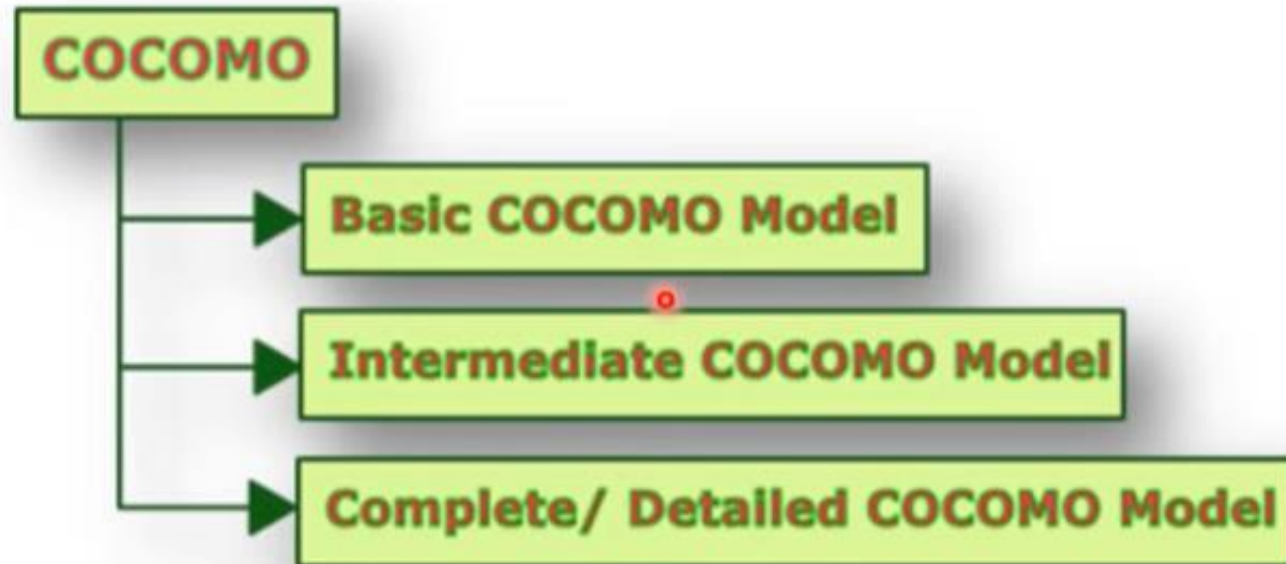 COCOMO
Basic COCOMO Model
Intermediate COCOMO Model
Complete/ Detailed COCOMO Model